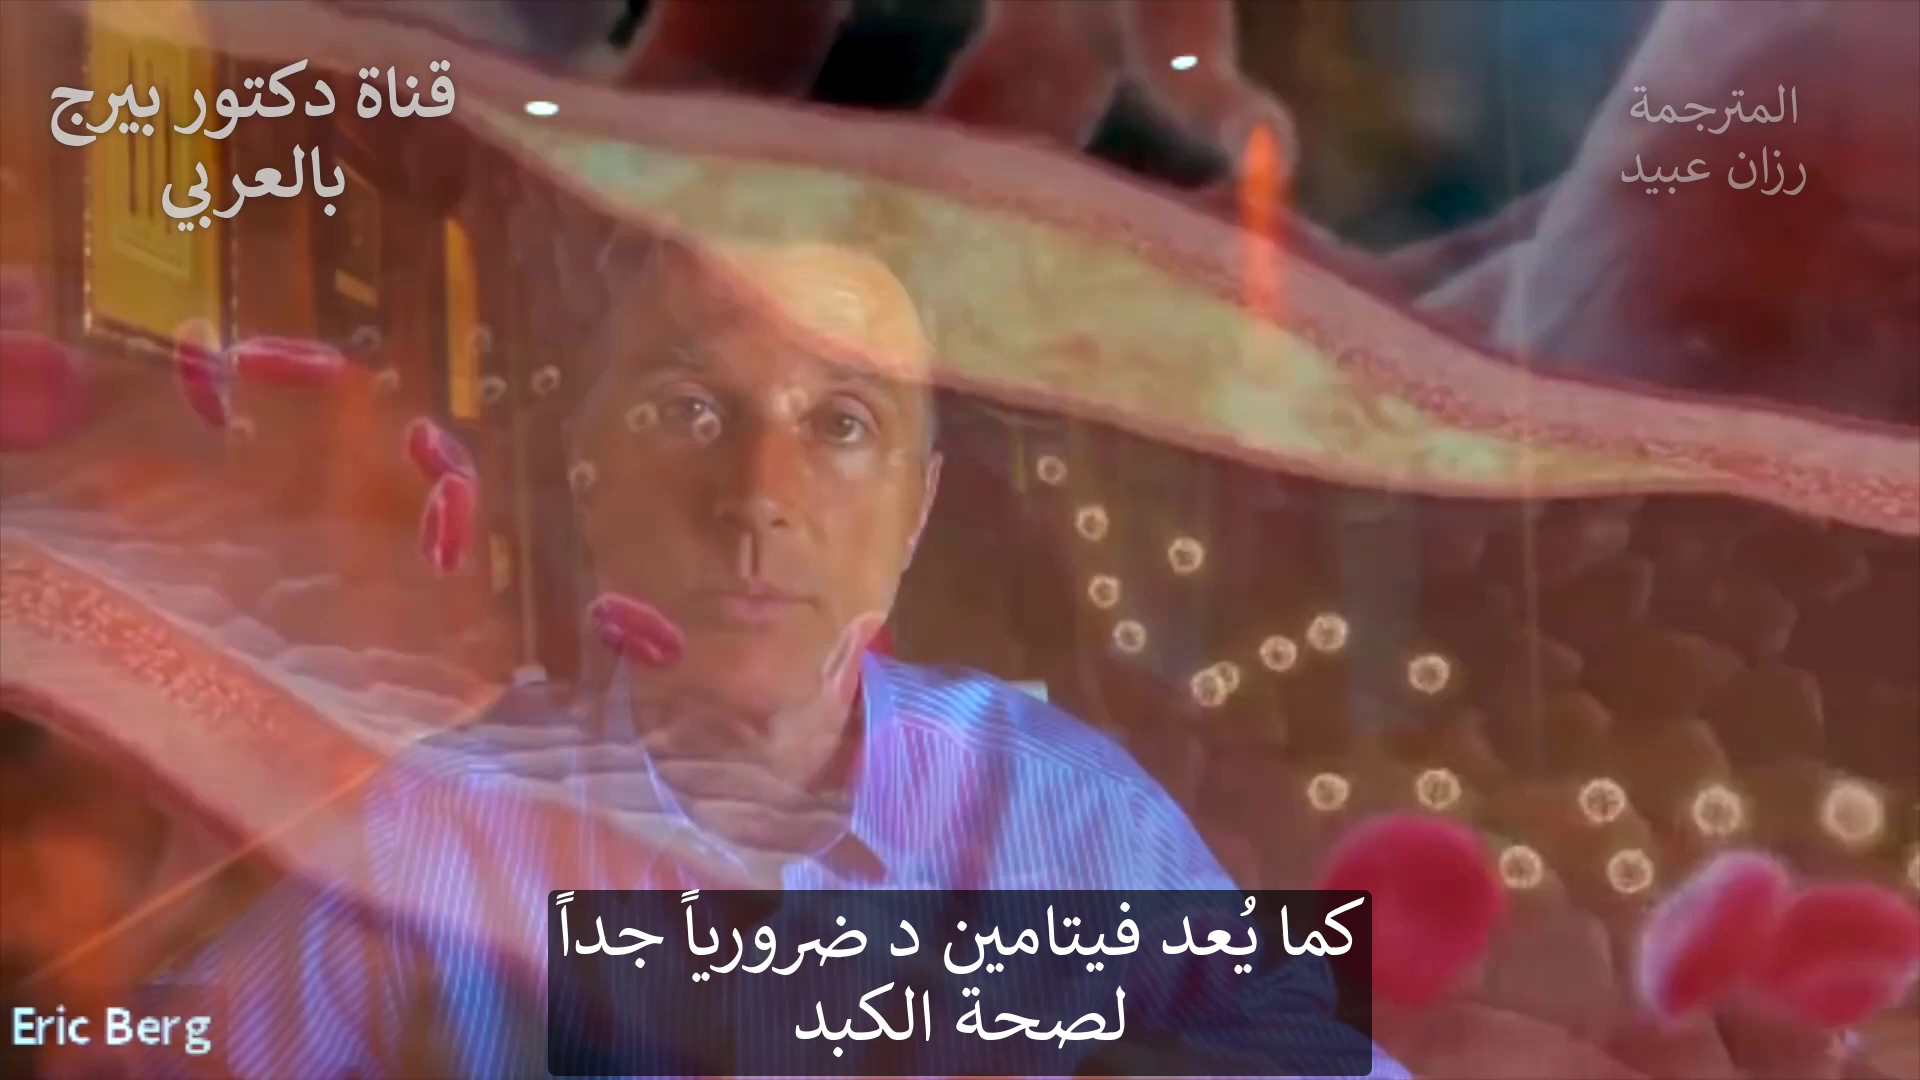 قناة دكتور بيرج
بالعربي
المترجمة
رزان عبيد
كما يُعد فيتامين د ضرورياً جداً
لصحة الكبد
Eric Berg